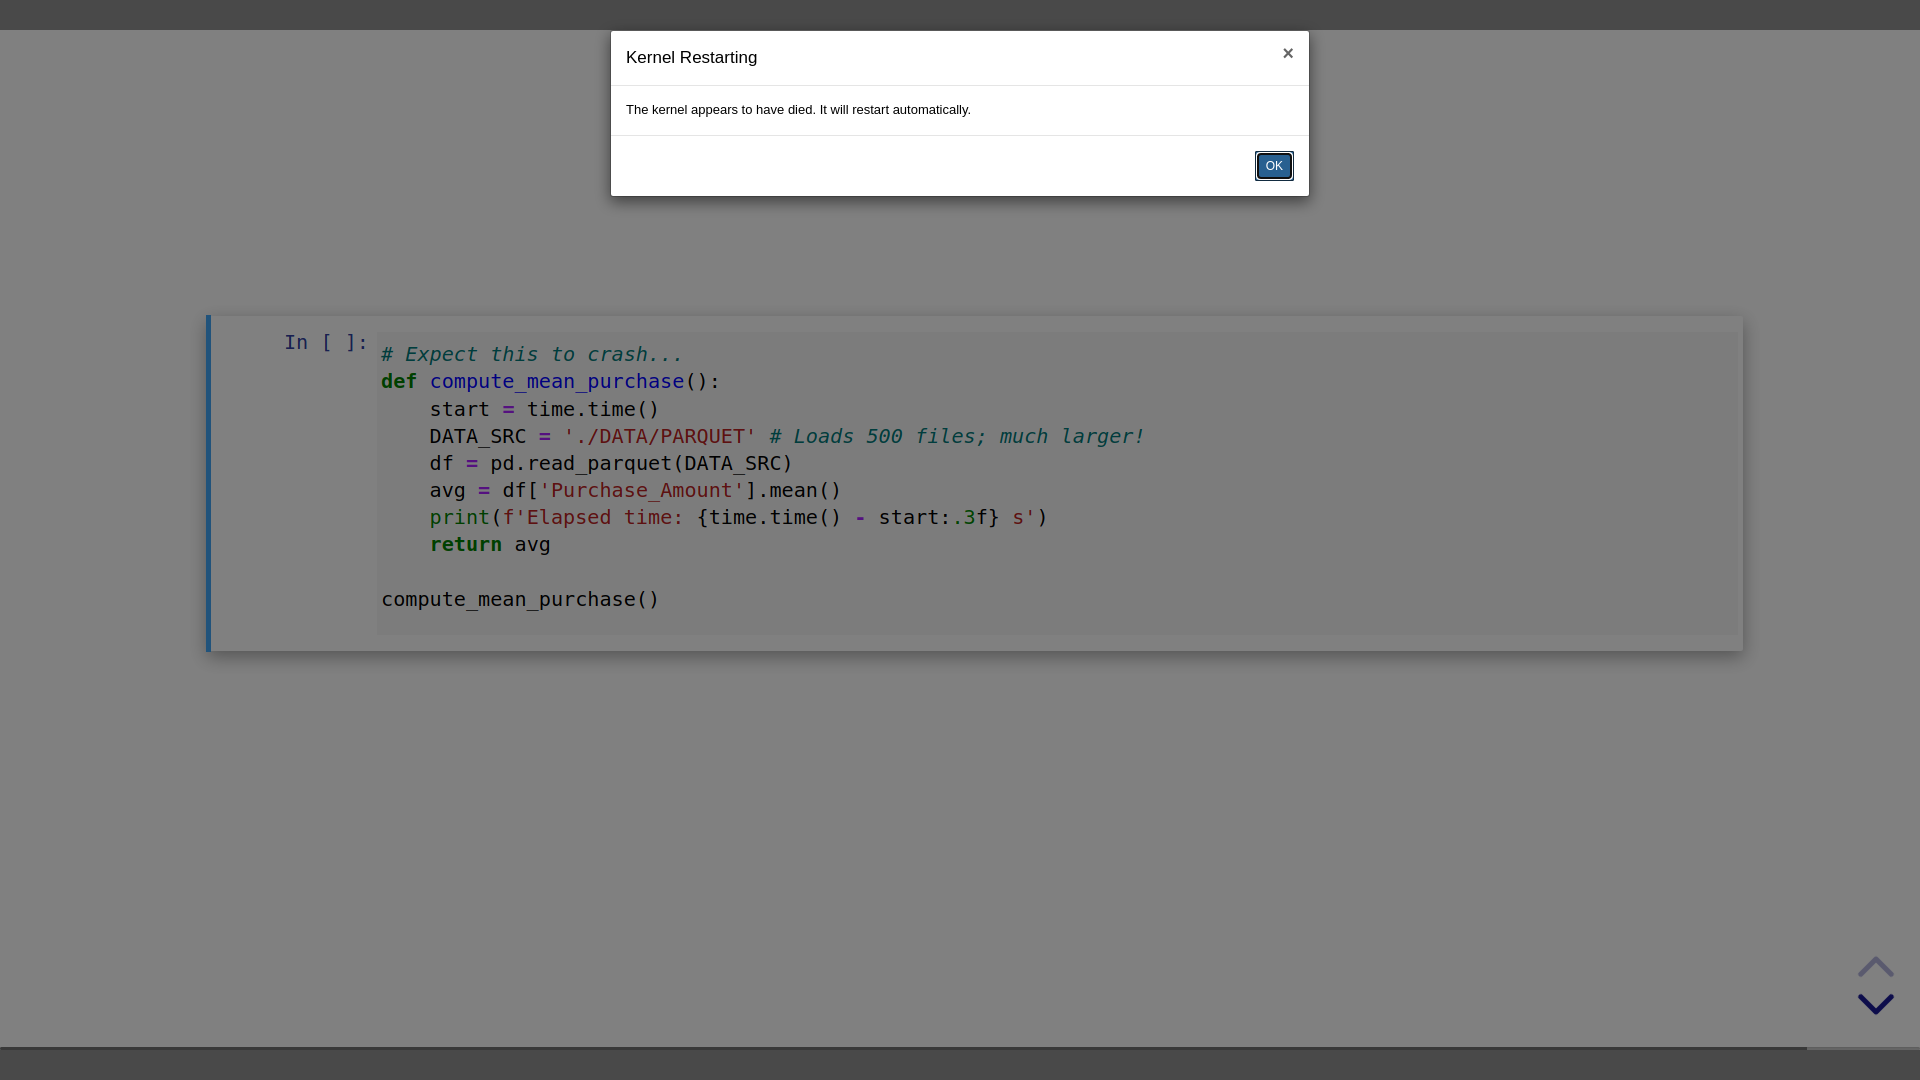 Kernel Restarting
×
The kernel appears to have died. It will restart automatically.
OK
In [ ]:
# Expect this to crash...
def compute_mean_purchase():
    start = time.time()
    DATA_SRC = './DATA/PARQUET' # Loads 500 files; much larger!
    df = pd.read_parquet(DATA_SRC)
    avg = df['Purchase_Amount'].mean()
    print(f'Elapsed time: {time.time() - start:.3f} s')
    return avg

compute_mean_purchase()